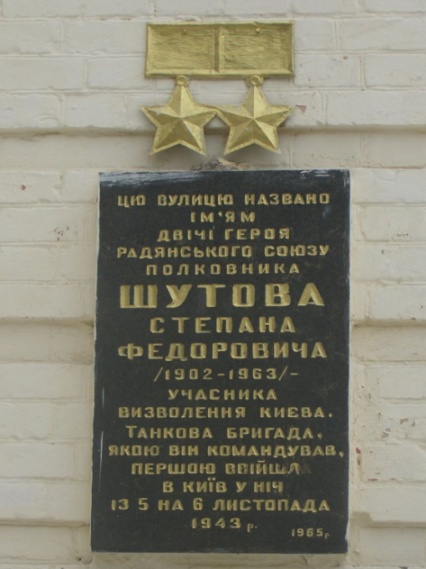 ЦЮ ВУЛИЦЮ НАЗВАНО
ІМ'ЯМ
ДВІЧІ ГЕРОЯ
РАДЯНСЬКОГО СОЮЗУ
ПОЛКОВНИКА
ШУТОВА
СТЕПАНА
ФЕДОРОВИЧА
/1902-1963/-
УЧАСНИКА
ВИЗВОЛЕННЯ КИЄВА.
ТАНКОВА БРИГАДА,
ЯКОЮ ВІН КОМАНДУВАВ,
ПЕРШОЮ ВВІЙШЛА
В КИЇВ У НІЧ
ІЗ 5 НА 6 ЛИСТОПАДА
1943 р.
1965 г